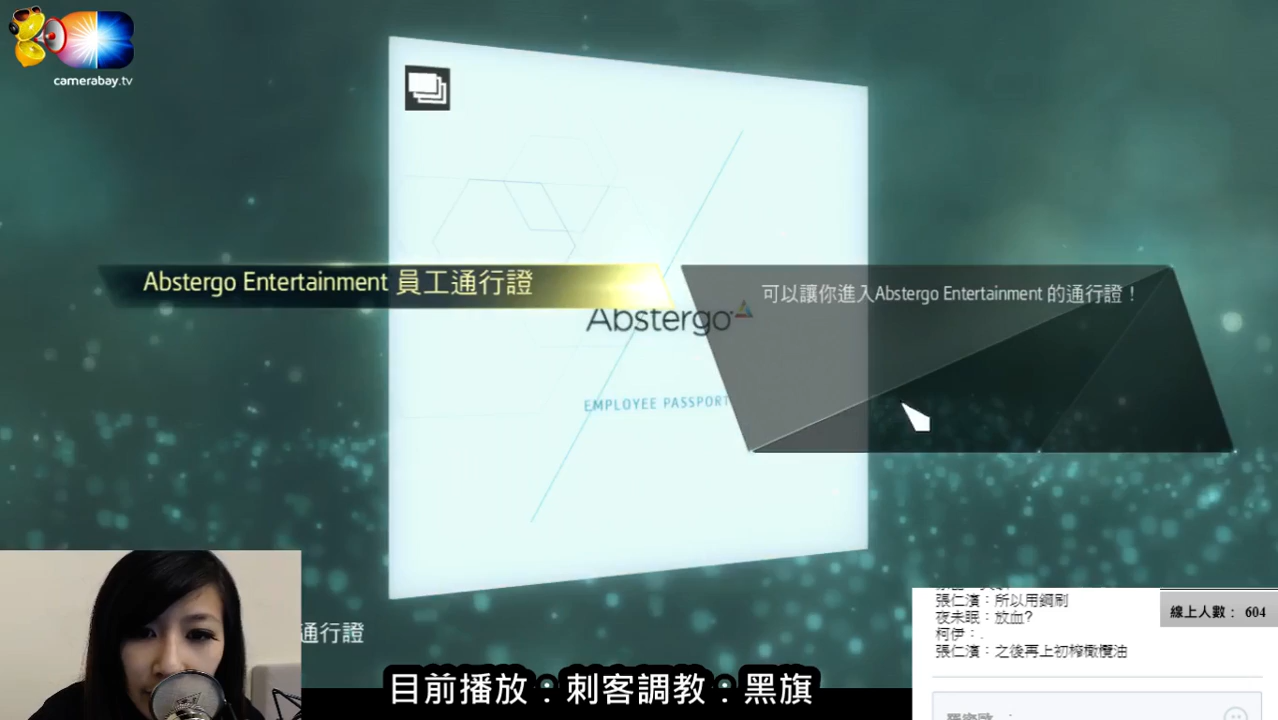 camerabay.tv
Abstergo Entertainment 員工通行證
可以讓你進入Abstergo Entertainment 的通行證！
Abstergo
EMPLOYEE PASSPORT
通行證
目前播放：刺客調教：黑旗
張仁濱：所以用鋼刷
夜未眠：放血?
柯伊：.
張仁濱：之後再上初榨橄欖油
線上人數： 604